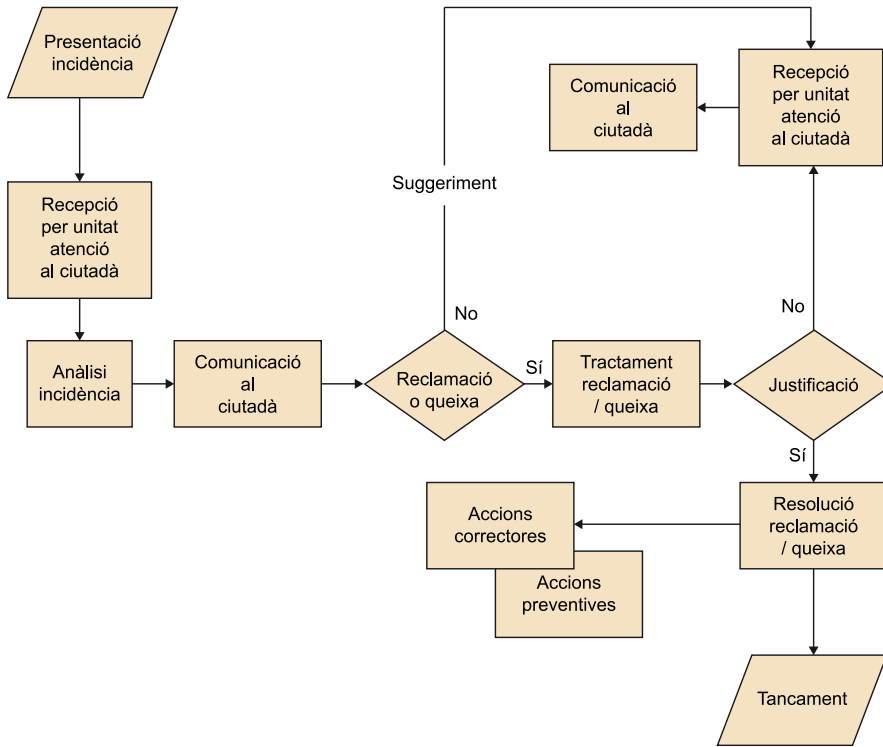 Presentació
incidència
Recepció
per unitat
atenció
al ciutadà
Anàlisi
incidència
Comunicació
al
ciutadà
Reclamació
o queixa
No
Suggeriment
Sí
Tractament
reclamació
/ queixa
Justificació
No
Recepció
per unitat
atenció
al ciutadà
Comunicació
al
ciutadà
Sí
Resolució
reclamació
/ queixa
Accions
correctores
Accions
preventives
Tancament